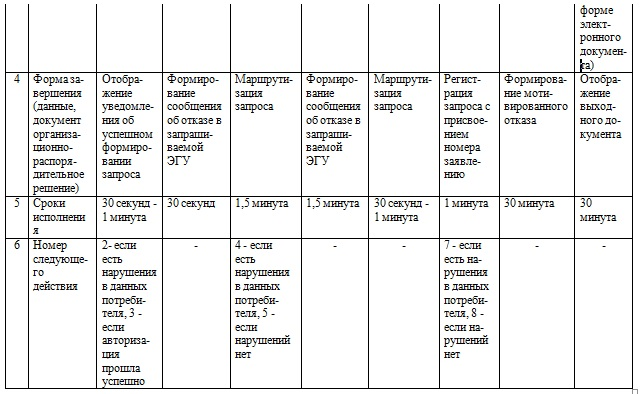 форме
элект-
ронного
докумен-
та)
4
Форма за-
вершения
(данные,
документ
организа-
ционно-
распоря-
дительное
решение)
Отобра-
жение
уведомле-
ния об
успешном
формиро-
вании
запроса
Формиро-
вание
сообщения
об отказе в
запраши-
ваемой
ЭГУ
Маршрути-
зация
запроса
Формиро-
вание
сообщения
об отказе в
запраши-
ваемой
ЭГУ
Маршрути-
зация
запроса
Регист-
рация
запроса с
присвое-
нием
номера
заявле-
нию
Формирова-
ние моти-
вированного
отказа
Отобра-
жение
выход-
ного до-
кумента
5
Сроки
исполнени
я
30 секунд -
1 минута
30 секунд
1,5 минута
1,5 минута
30 секунд -
1 минута
1 минута
30 минута
30
минута
6
Номер
следующе-
го
действия
2- если
есть
нарушения
в данных
потреби-
теля, 3 -
если
авториза-
ция
прошла
успешно
-
4 - если
есть
нарушения
в данных
потреби-
теля, 5 -
если
нарушений
нет
-
-
7 - если
есть на-
рушения
в данных
потреби-
теля, 8 -
если на-
рушений
нет
-
-